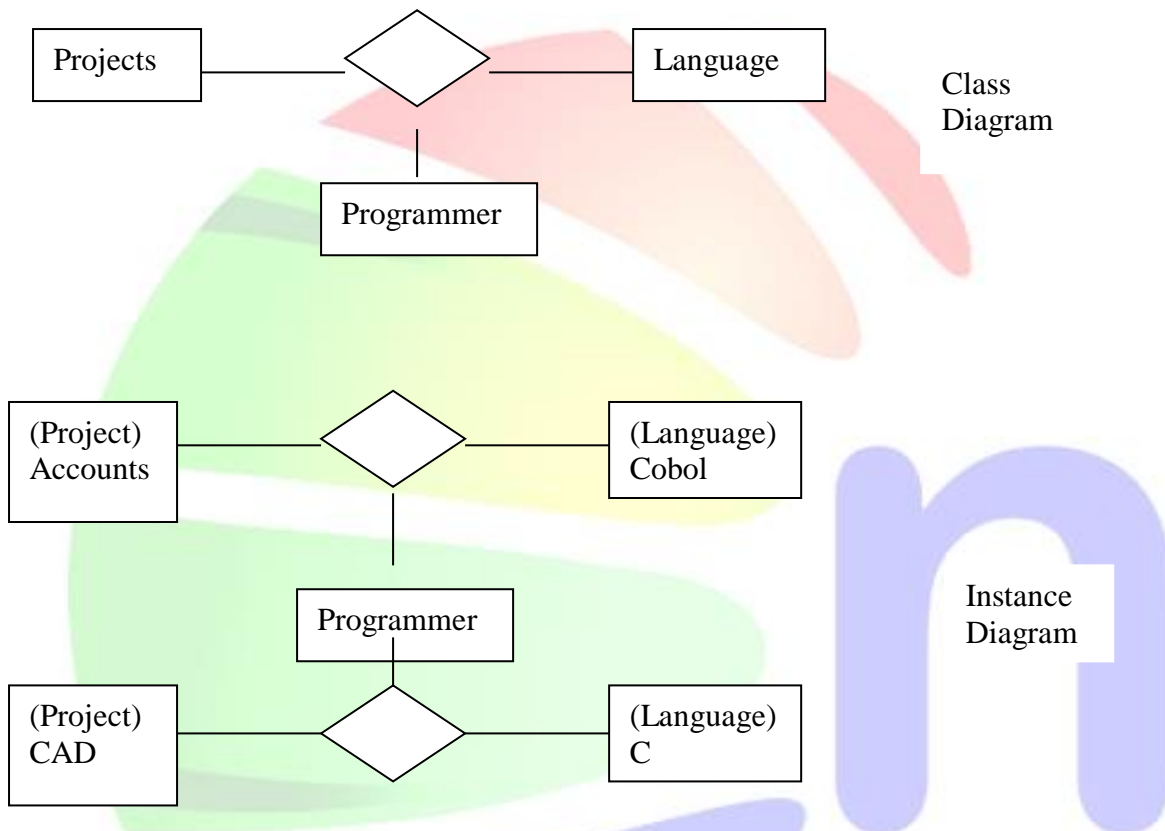 Projects
Language
Class
Diagram
Programmer
(Project)
Accounts
(Language)
Cobol
Programmer
Instance
Diagram
(Project)
CAD
(Language)
C